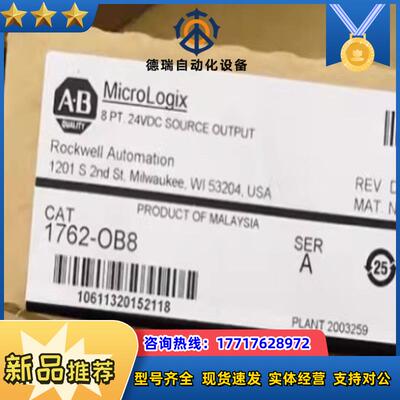 德瑞自动化设备
A·B
QUALITY
MicroLogix
8 PT. 24VDC SOURCE OUTPUT
Rockwell Automation
1201 S 2nd St. Milwaukee, WI 53204, USA
REV D
MAT. N
PRODUCT OF MALAYSIA
CAT
1762-OB8
SER
A
25
10611320152118
PLANT 2003259
咨询热线：17717628972
新品推荐
型号齐全 现货速发 实体经营 支持对公